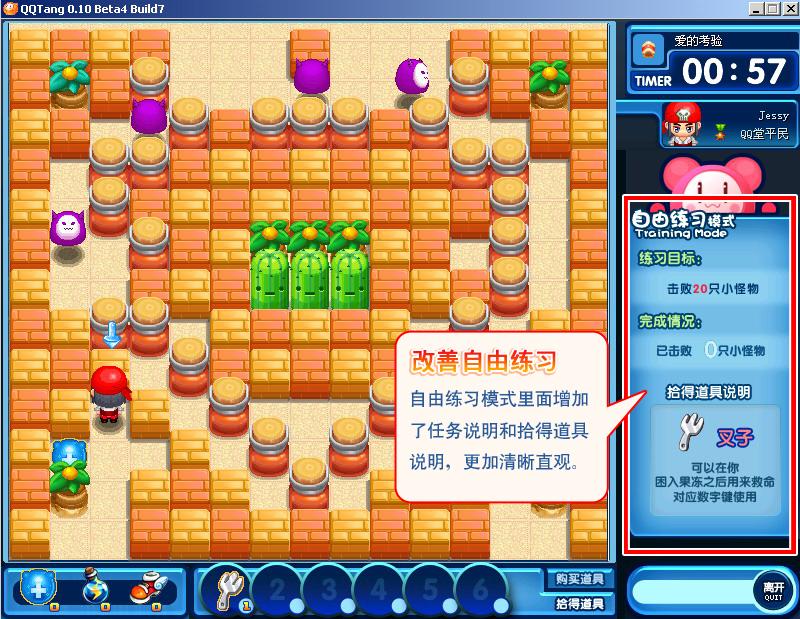 QQTang 0.10 Beta4 Build7
爱的考验
TIMER 00:57
Jessy
QQ堂平民
自由练习模式
Training Mode
练习目标:
击败20只小怪物
完成情况:
已击败 0只小怪物
拾得道具说明
叉子
可以在你
困入果冻之后用来救命
对应数字键使用
改善自由练习
自由练习模式里面增加
了任务说明和拾得道具
说明，更加清晰直观。
0 0 0
1 2 3 4 5 6
购买道具
拾得道具
离开
QUIT